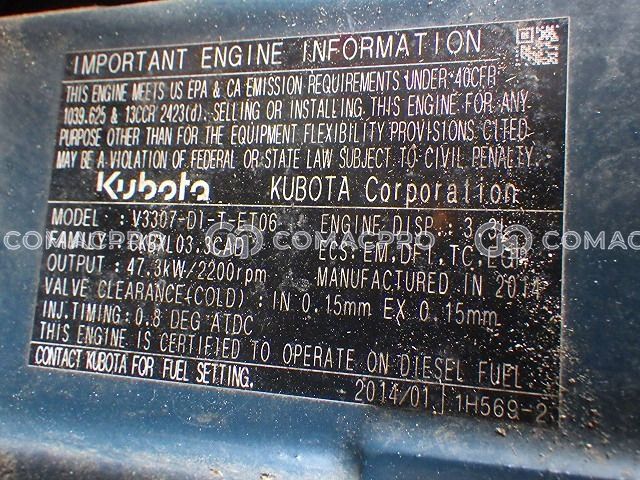 IMPORTANT ENGINE INFORMATION
THIS ENGINE MEETS US EPA & CA EMISSION REQUIREMENTS UNDER 40CFR
1039.625 & 13CCR 2423(d). SELLING OR INSTALLING THIS ENGINE FOR ANY
PURPOSE OTHER THAN FOR THE EQUIPMENT FLEXIBILITY PROVISIONS CITED
MAY BE A VIOLATION OF FEDERAL OR STATE LAW SUBJECT TO CIVIL PENALTY.
Kubota KUBOTA Corporation
MODEL : V3307-DI-T-ET06 ENGINE DISP.: 3.3L
FAMILY : ECS:EM,DFI,TC,
COMACPRO COMACPRO COMACPRO
OUTPUT : 47.3kW/2200rpm MANUFACTURED IN 2014
VALVE CLEARANCE(COLD) : IN 0.15mm EX 0.15mm
INJ.TIMING: 0.8 DEG ATDC
THIS ENGINE IS CERTIFIED TO OPERATE ON DIESEL FUEL
CONTACT KUBOTA FOR FUEL SETTING. 2014/01 1H569-2